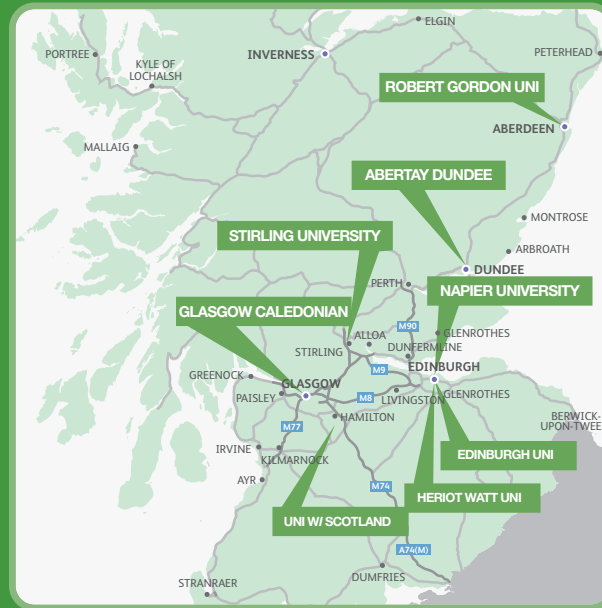 ELGIN
PORTREE
INVERNESS
PETERHEAD
KYLE OF
LOCHALSH
ROBERT GORDON UNI
ABERDEEN
MALLAIG
ABERTAY DUNDEE
MONTROSE
STIRLING UNIVERSITY
ARBROATH
DUNDEE
PERTH
NAPIER UNIVERSITY
GLASGOW CALEDONIAN
M90
ALLOA
GLENROTHES
STIRLING
DUNFERMLINE
M9
EDINBURGH
GREENOCK
GLASGOW
PAISLEY
M8
LIVINGSTON
GLENROTHES
HAMILTON
BERWICK-
UPON-TWEE
M77
IRVINE
KILMARNOCK
EDINBURGH UNI
AYR
M74
HERIOT WATT UNI
UNI W/ SCOTLAND
A74(M)
DUMFRIES
STRANRAER